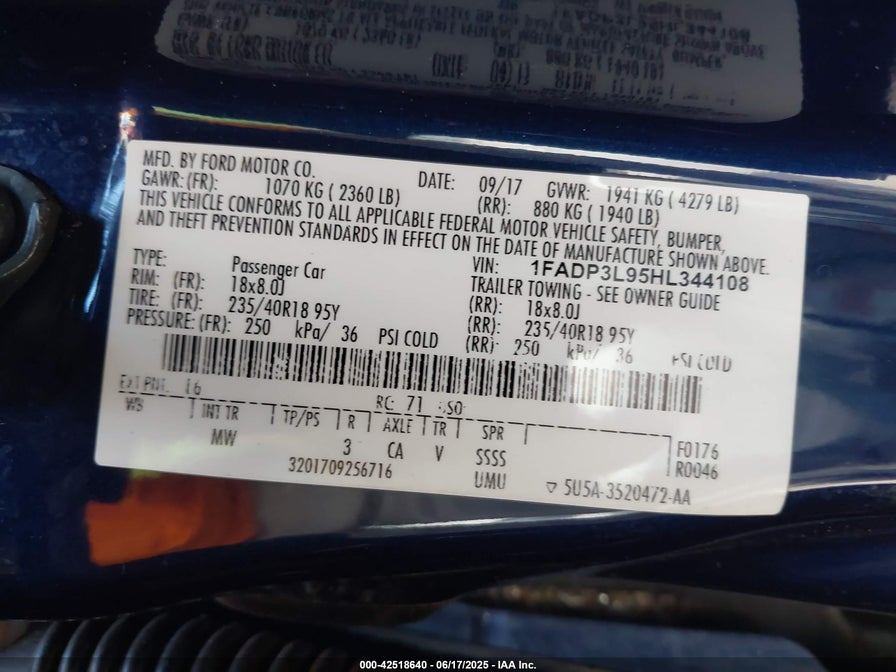 MFD. BY FORD MOTOR CO. DATE: 09/17 GVWR: 1941 KG ( 4279 LB)
GAWR: (FR): 1070 KG ( 2360 LB) (RR): 880 KG ( 1940 LB)
THIS VEHICLE CONFORMS TO ALL APPLICABLE FEDERAL MOTOR VEHICLE SAFETY, BUMPER,
AND THEFT PREVENTION STANDARDS IN EFFECT ON THE DATE OF MANUFACTURE SHOWN ABOVE.
VIN: 1FADP3L95HL344108
TYPE: Passenger Car TRAILER TOWING - SEE OWNER GUIDE
RIM: (FR): 18x8.0J (RR): 18x8.0J
TIRE: (FR): 235/40R18 95Y (RR): 235/40R18 95Y
PRESSURE: (FR): 250 kPa/ 36 PSI COLD (RR): 250 kPa/ 36 PSI COLD
EXT PNT: RC: 71
WB INT TR TP/PS R AXLE TR SPR F0176
MW 3 CA V SSSS R0046
3201709256716 UMU ▽ 5U5A-3520472-AA
000-42518640 - 06/17/2025 - IAA Inc.